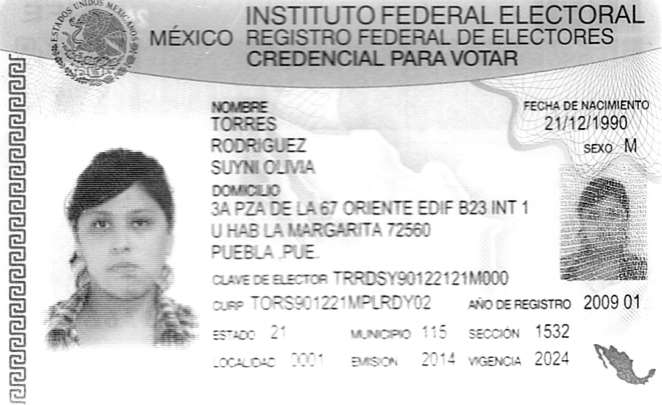 ESTADOS UNIDOS MEXICANOS
INSTITUTO FEDERAL ELECTORAL
MÉXICO REGISTRO FEDERAL DE ELECTORES
CREDENCIAL PARA VOTAR
NOMBRE
TORRES
RODRIGUEZ
SUYNI OLIVIA
FECHA DE NACIMIENTO
21/12/1990
SEXO M
DOMICILIO
3A PZA DE LA 67 ORIENTE EDIF B23 INT 1
U HAB LA MARGARITA 72560
PUEBLA ,PUE.
CLAVE DE ELECTOR TRRDSY90122121M000
CURP TORS901221MPLRDY02 AÑO DE REGISTRO 2009 01
ESTADO 21 MUNICIPIO 115 SECCIÓN 1532
LOCALIDAD 0001 EMISION 2014 VIGENCIA 2024